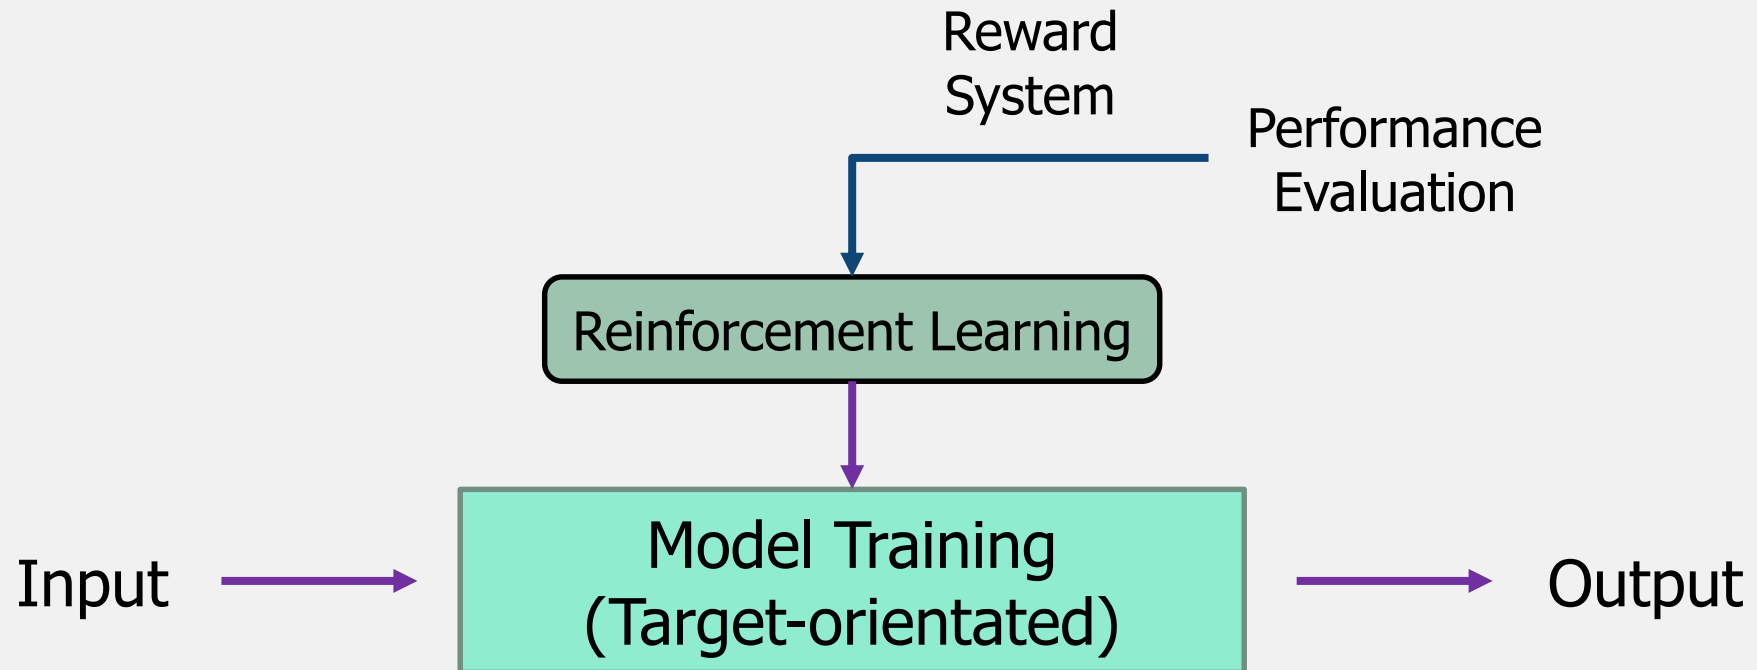 Reward
System
Performance
Evaluation
Reinforcement Learning
Input
Model Training
(Target-orientated)
Output